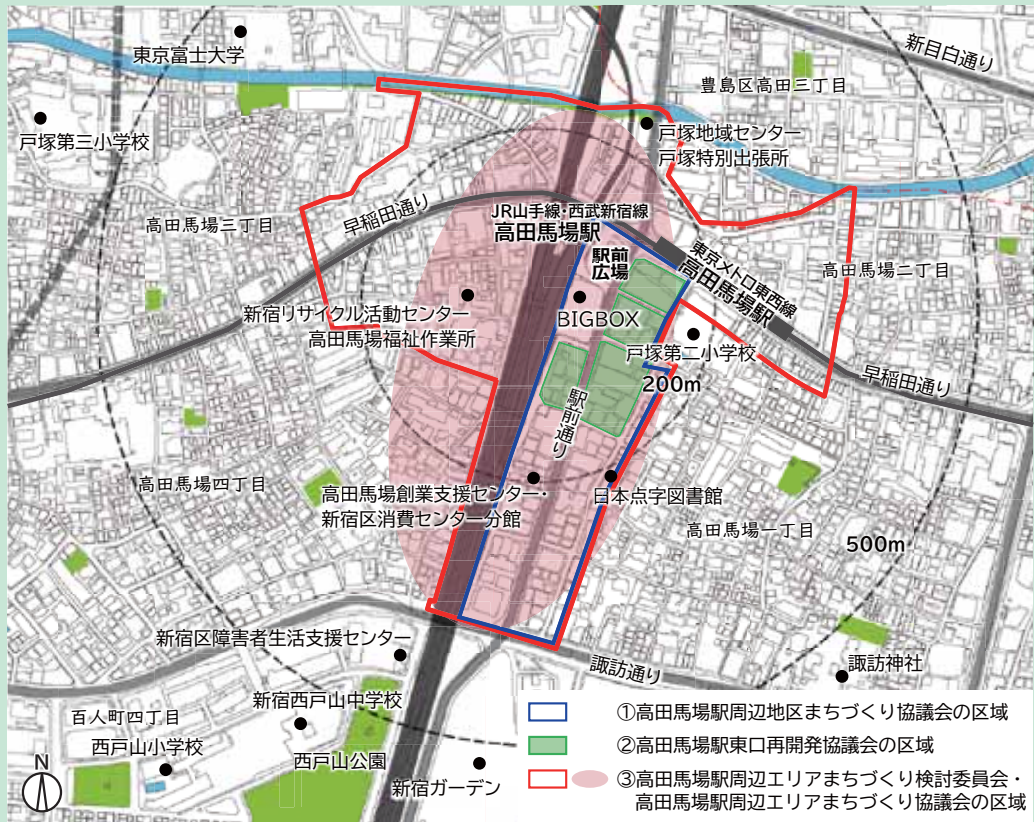 東京富士大学
新目白通り
豊島区高田三丁目
戸塚第三小学校
戸塚地域センター
戸塚特別出張所
高田馬場三丁目
早稲田通り
JR山手線・西武新宿線
高田馬場駅
駅前
広場
東京メトロ東西線
高田馬場駅
高田馬場二丁目
新宿リサイクル活動センター
高田馬場福祉作業所
BIGBOX
戸塚第二小学校
200m
早稲田通り
駅前通り
高田馬場四丁目
高田馬場創業支援センター・
新宿区消費センター分館
日本点字図書館
高田馬場一丁目
500m
新宿区障害者生活支援センター
諏訪通り
諏訪神社
新宿西戸山中学校
百人町四丁目
西戸山小学校
西戸山公園
新宿ガーデン
N
①高田馬場駅周辺地区まちづくり協議会の区域
②高田馬場駅東口再開発協議会の区域
③高田馬場駅周辺エリアまちづくり検討委員会・
高田馬場駅周辺エリアまちづくり協議会の区域